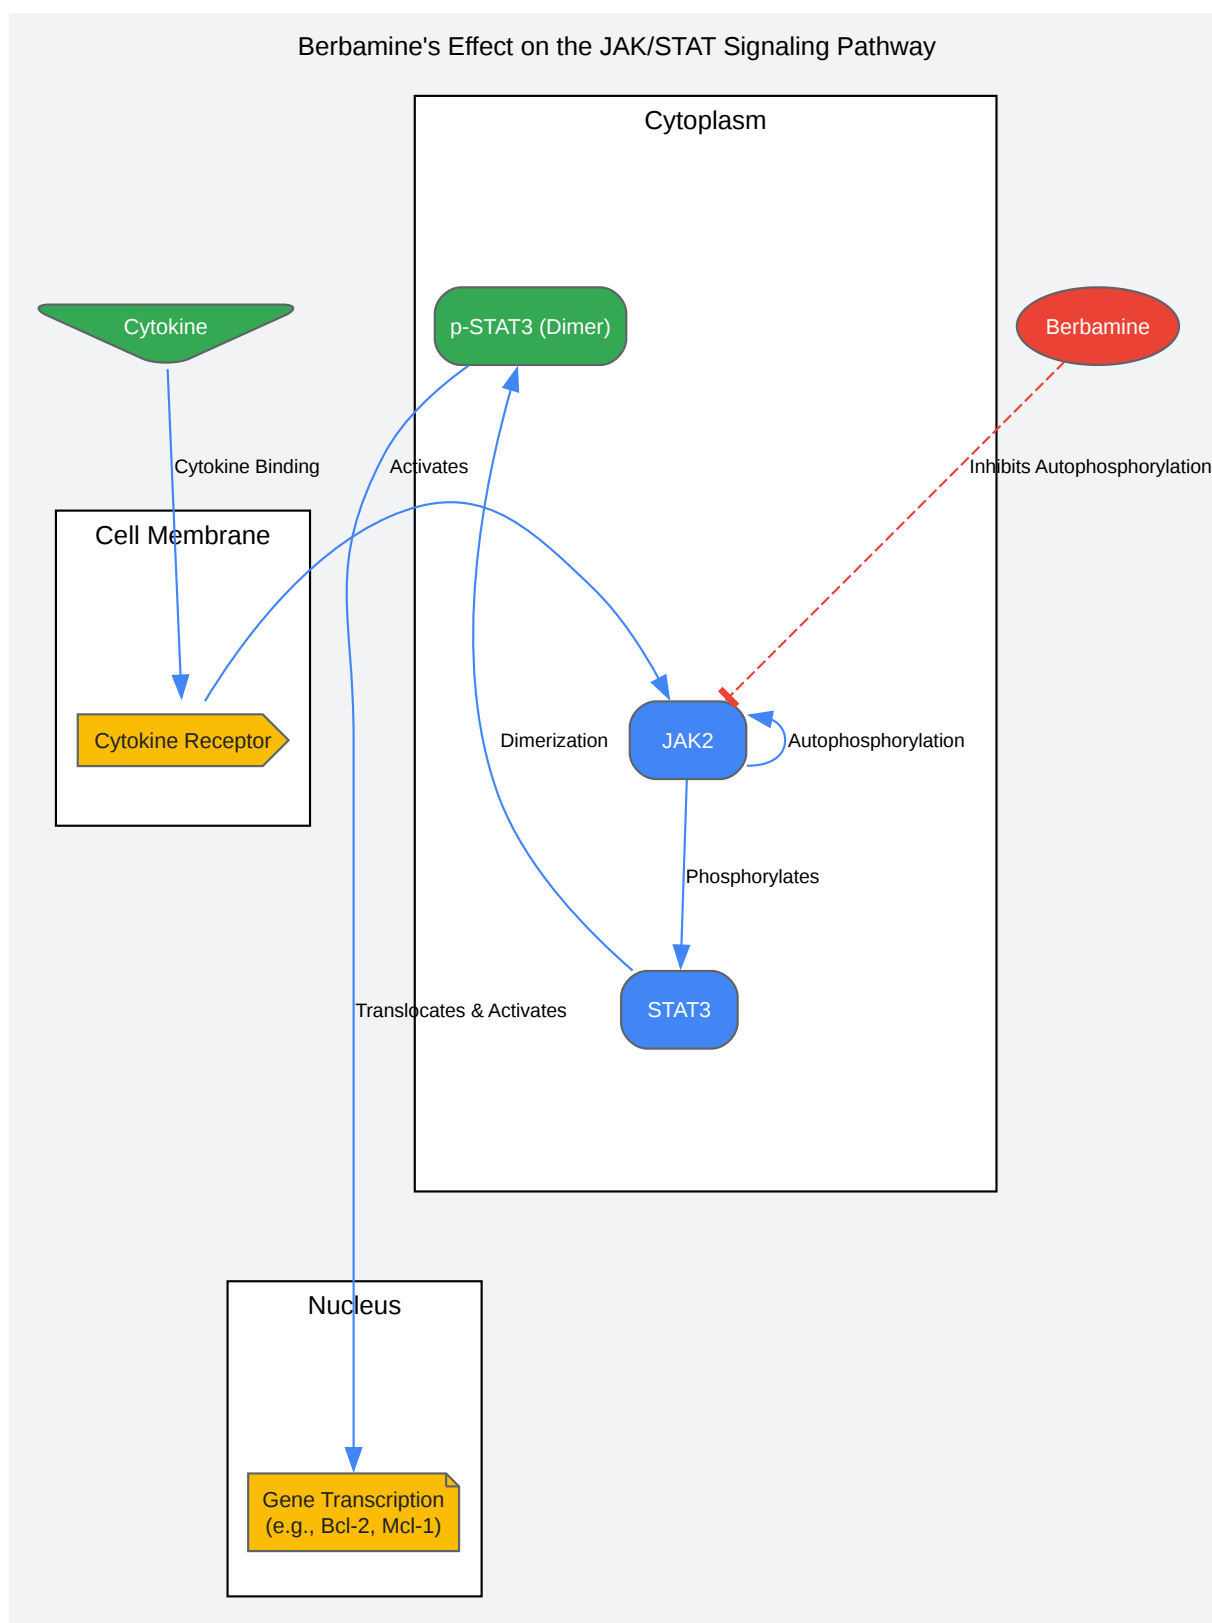 Berbamine's Effect on the JAK/STAT Signaling Pathway
Cytoplasm
Cytokine
p-STAT3 (Dimer)
Berbamine
Cytokine Binding
Activates
Inhibits Autophosphorylation
Cell Membrane
Cytokine Receptor
Dimerization
JAK2
Autophosphorylation
Phosphorylates
Translocates & Activates
STAT3
Nucleus
Gene Transcription
(e.g., Bcl-2, Mcl-1)